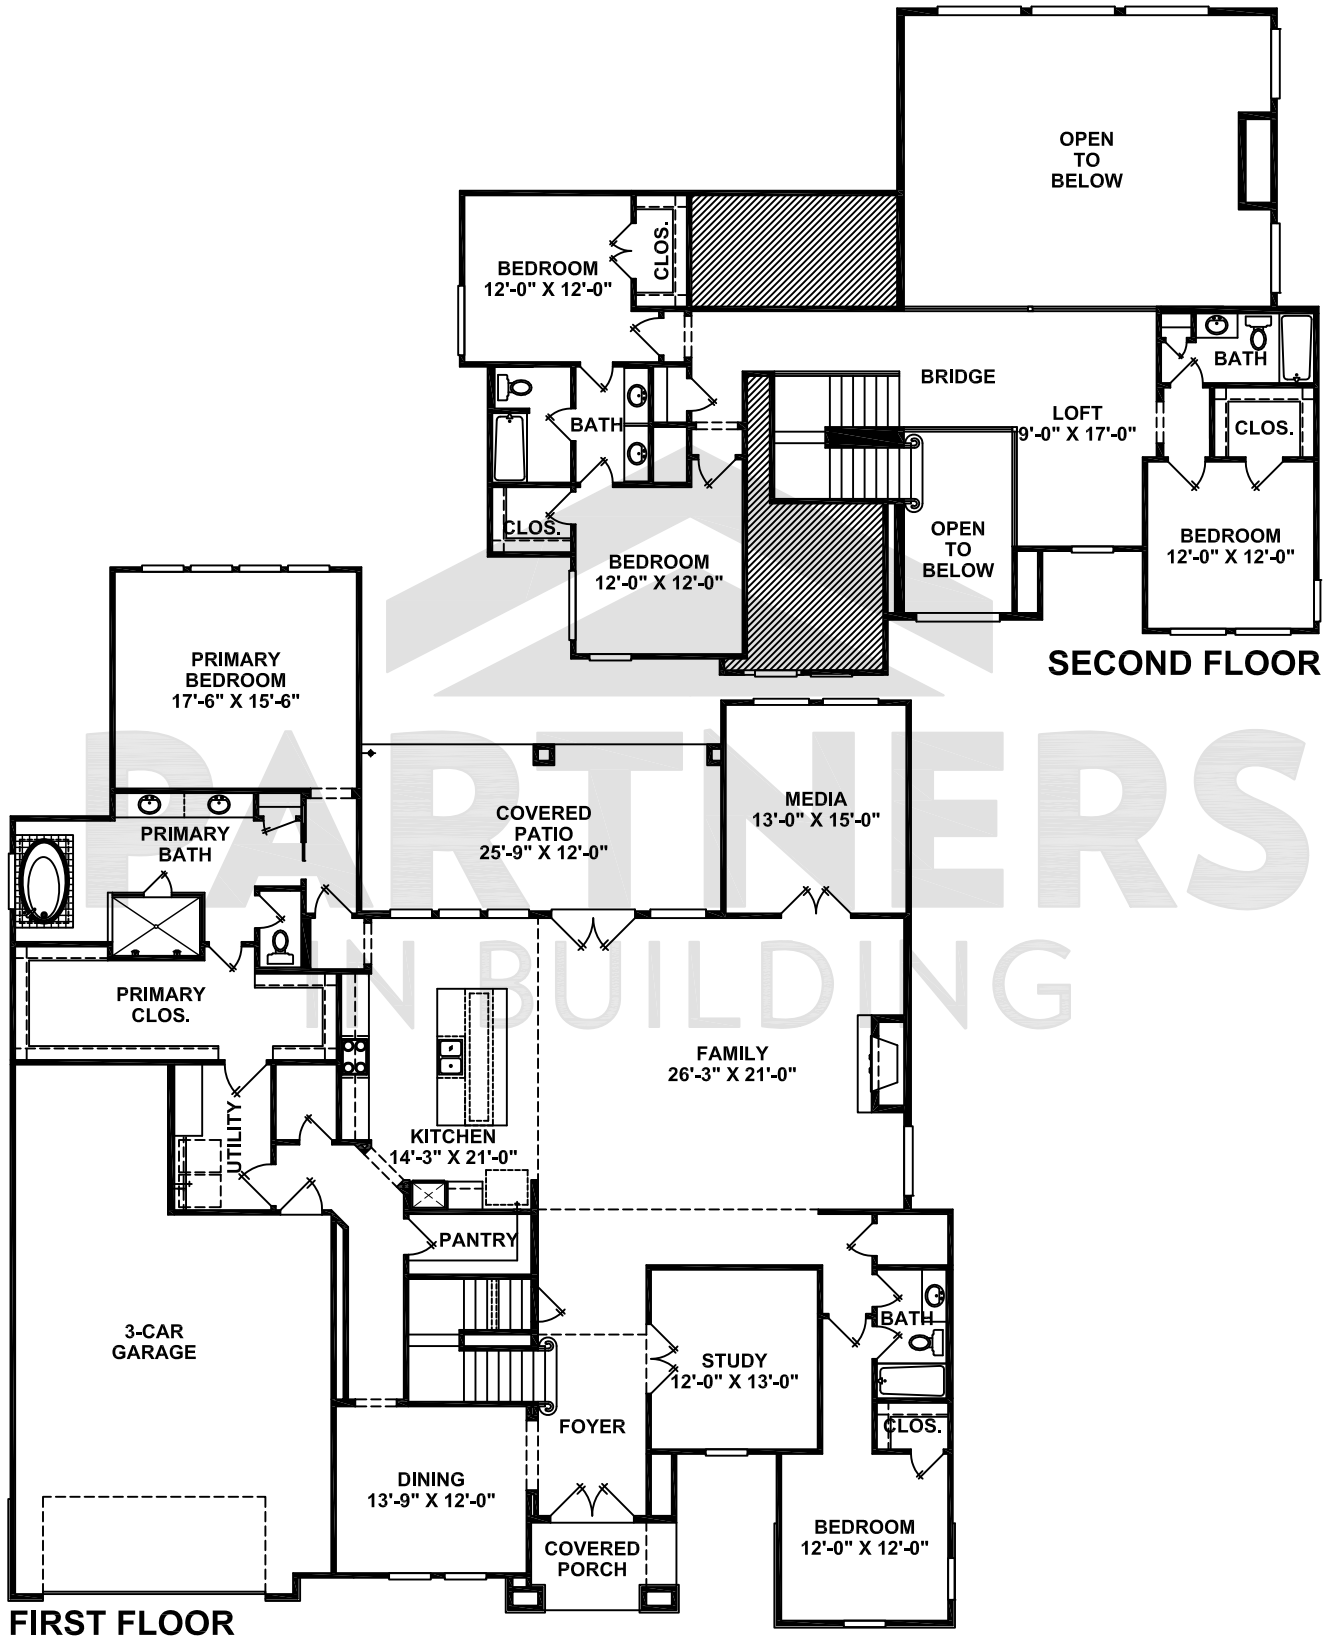 OPEN
TO
BELOW
CLOS.
BEDROOM
12'-0" X 12'-0"
BATH
BRIDGE
LOFT
9'-0" X 17'-0"
CLOS.
BATH
CLOS.
OPEN
TO
BELOW
BEDROOM
12'-0" X 12'-0"
BEDROOM
12'-0" X 12'-0"
SECOND FLOOR
PRIMARY
BEDROOM
17'-6" X 15'-6"
PARTNERS
IN BUILDING
COVERED
PATIO
25'-9" X 12'-0"
MEDIA
13'-0" X 15'-0"
PRIMARY
BATH
PRIMARY
CLOS.
FAMILY
26'-3" X 21'-0"
KITCHEN
14'-3" X 21'-0"
UTILITY
PANTRY
3-CAR
GARAGE
BATH
STUDY
12'-0" X 13'-0"
FOYER
CLOS.
DINING
13'-9" X 12'-0"
BEDROOM
12'-0" X 12'-0"
COVERED
PORCH
FIRST FLOOR